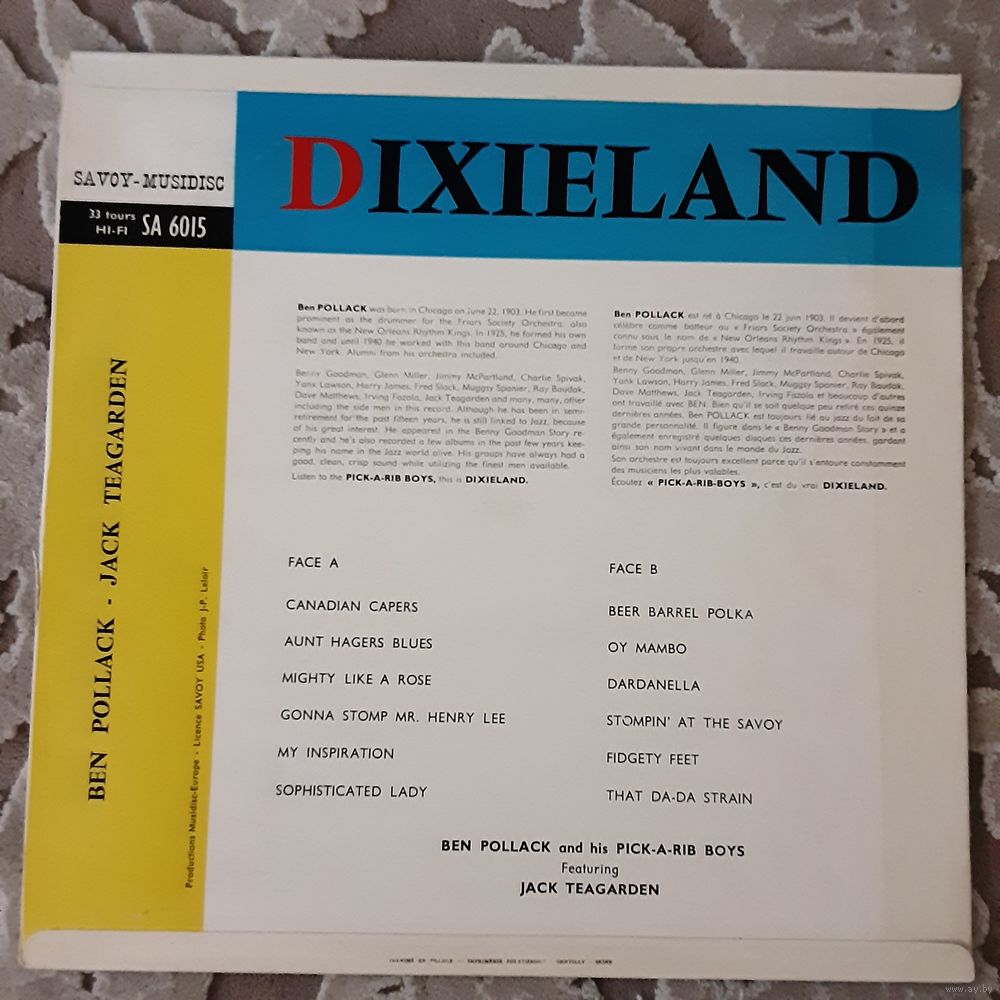 SAVOY-MUSIDISC
33 tours
HI-FI SA 6015
DIXIELAND
BEN POLLACK - JACK TEAGARDEN
Productions Musidisc-Europe - Licence SAVOY USA - Photo J-P. Leloir
Ben POLLACK was born in Chicago on June 22, 1903. He first became
prominent as the drummer for the Friars Society Orchestra, also
known as the New Orleans Rhythm Kings. In 1925, he formed his own
band and until 1940 he worked with this band around Chicago and
New York. Alumni from his orchestra included.
Benny Goodman, Glenn Miller, Jimmy McPartland, Charlie Spivak,
Yank Lawson, Harry James, Fred Slack, Muggsy Spanier, Ray Baudak,
Dave Matthews, Irving Fazola, Jack Teagarden and many, many, other
including the side men in this record. Although he has been in semi-
retirement for the past fifteen years, he is still linked to Jazz, because
of his great interest. He appeared in the Benny Goodman Story re-
cently and he's also recorded a few albums in the past few years kee-
ping his name in the Jazz world alive. His groups have always had a
good, clean, crisp sound while utilizing the finest men available.
Listen to the PICK-A-RIB BOYS, this is DIXIELAND.
Ben POLLACK est né à Chicago le 22 juin 1903. Il devient d'abord
célèbre comme batteur au « Friars Society Orchestra » également
connu sous le nom de « New Orleans Rhythm Kings ». En 1925, il
forme son propre orchestre avec lequel il travaille autour de Chicago
et de New York jusqu'en 1940.
Benny Goodman, Glenn Miller, Jimmy McPartland, Charlie Spivak,
Yank Lawson, Harry James, Fred Slack, Muggsy Spanier, Ray Baudak,
Dave Matthews, Jack Teagarden, Irving Fazola et beaucoup d'autres
ont travaillé avec BEN. Bien qu'il se soit quelque peu retiré ces quinze
dernières années, Ben POLLACK est toujours lié au jazz du fait de sa
grande personnalité. Il figure dans le « Benny Goodman Story » et a
également enregistré quelques disques ces dernières années, gardant
ainsi son nom vivant dans le monde du Jazz.
Son orchestre est toujours excellent parce qu'il s'entoure constamment
des musiciens les plus valables.
Écoutez « PICK-A-RIB-BOYS », c'est du vrai DIXIELAND.
FACE A
CANADIAN CAPERS
AUNT HAGERS BLUES
MIGHTY LIKE A ROSE
GONNA STOMP MR. HENRY LEE
MY INSPIRATION
SOPHISTICATED LADY
FACE B
BEER BARREL POLKA
OY MAMBO
DARDANELLA
STOMPIN' AT THE SAVOY
FIDGETY FEET
THAT DA-DA STRAIN
BEN POLLACK and his PICK-A-RIB BOYS
Featuring
JACK TEAGARDEN
www.ay.by